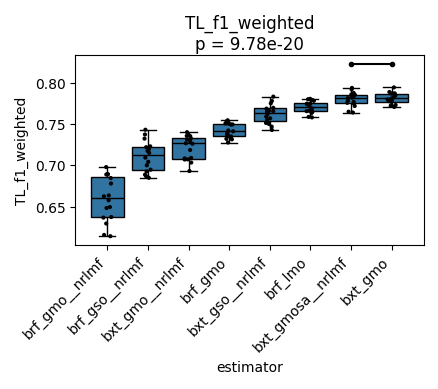 TL_f1_weighted
p = 9.78e-20
TL_f1_weighted
0.80
0.75
0.70
0.65
brf_gmo__nrlmf
brf_gso__nrlmf
bxt_gmo__nrlmf
brf_gmo
bxt_gso__nrlmf
brf_lmo
bxt_gmosa__nrlmf
bxt_gmo
estimator